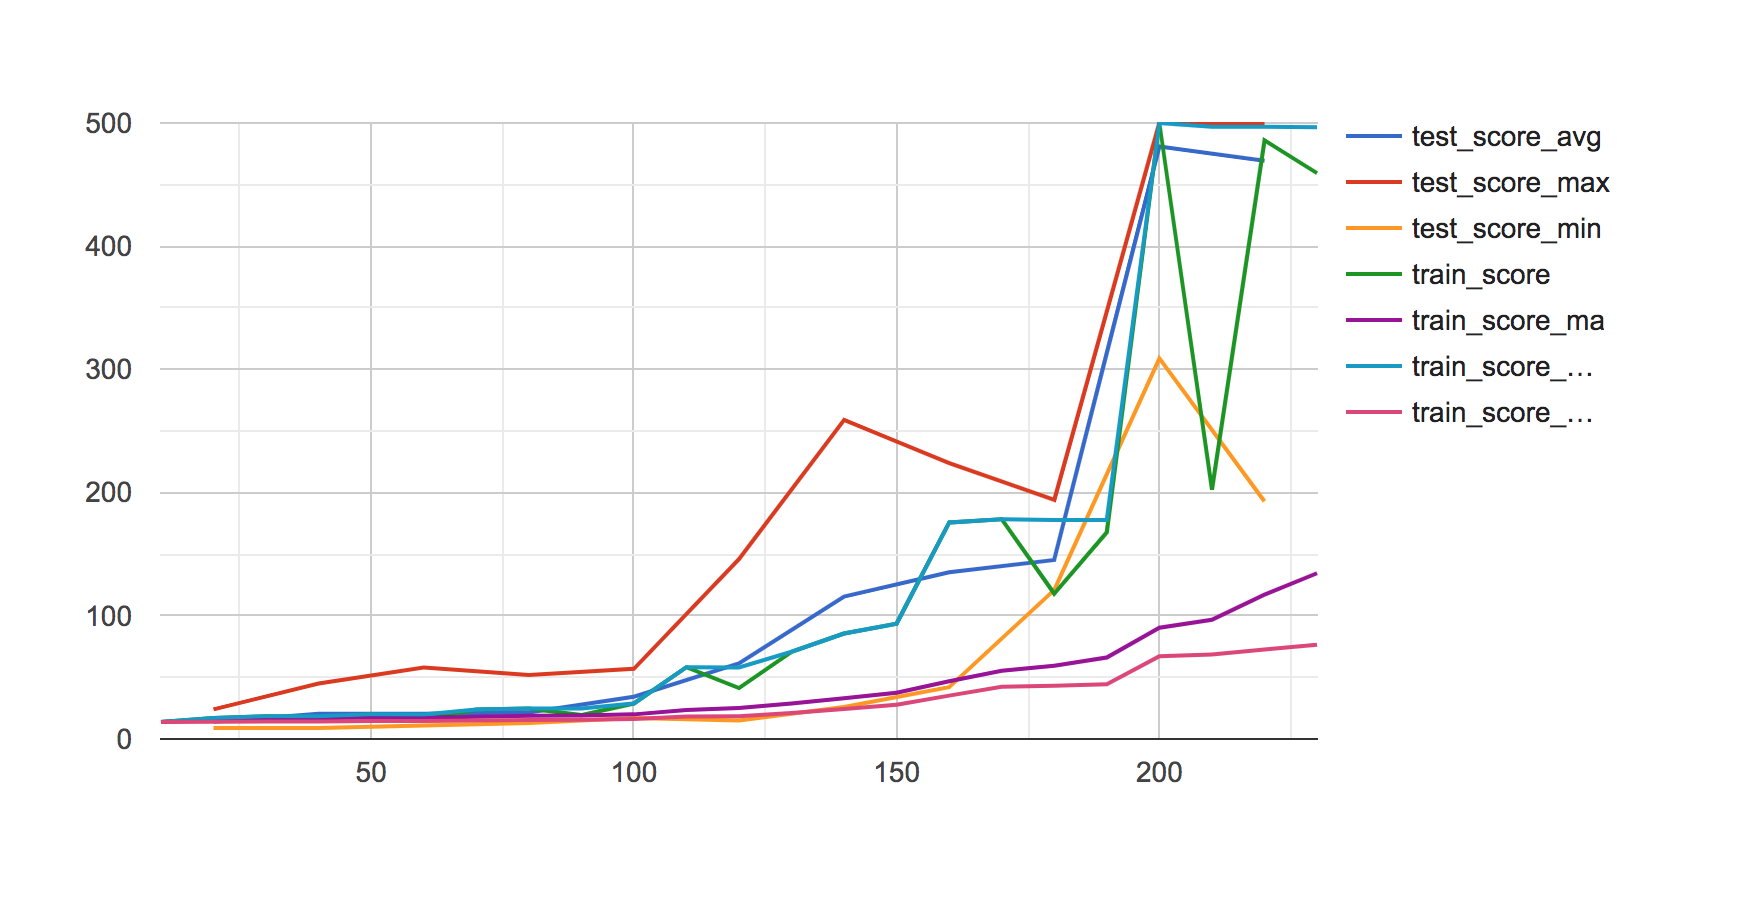 500
400
300
200
100
0
50
100
150
200
test_score_avg
test_score_max
test_score_min
train_score
train_score_ma
train_score_…
train_score_…